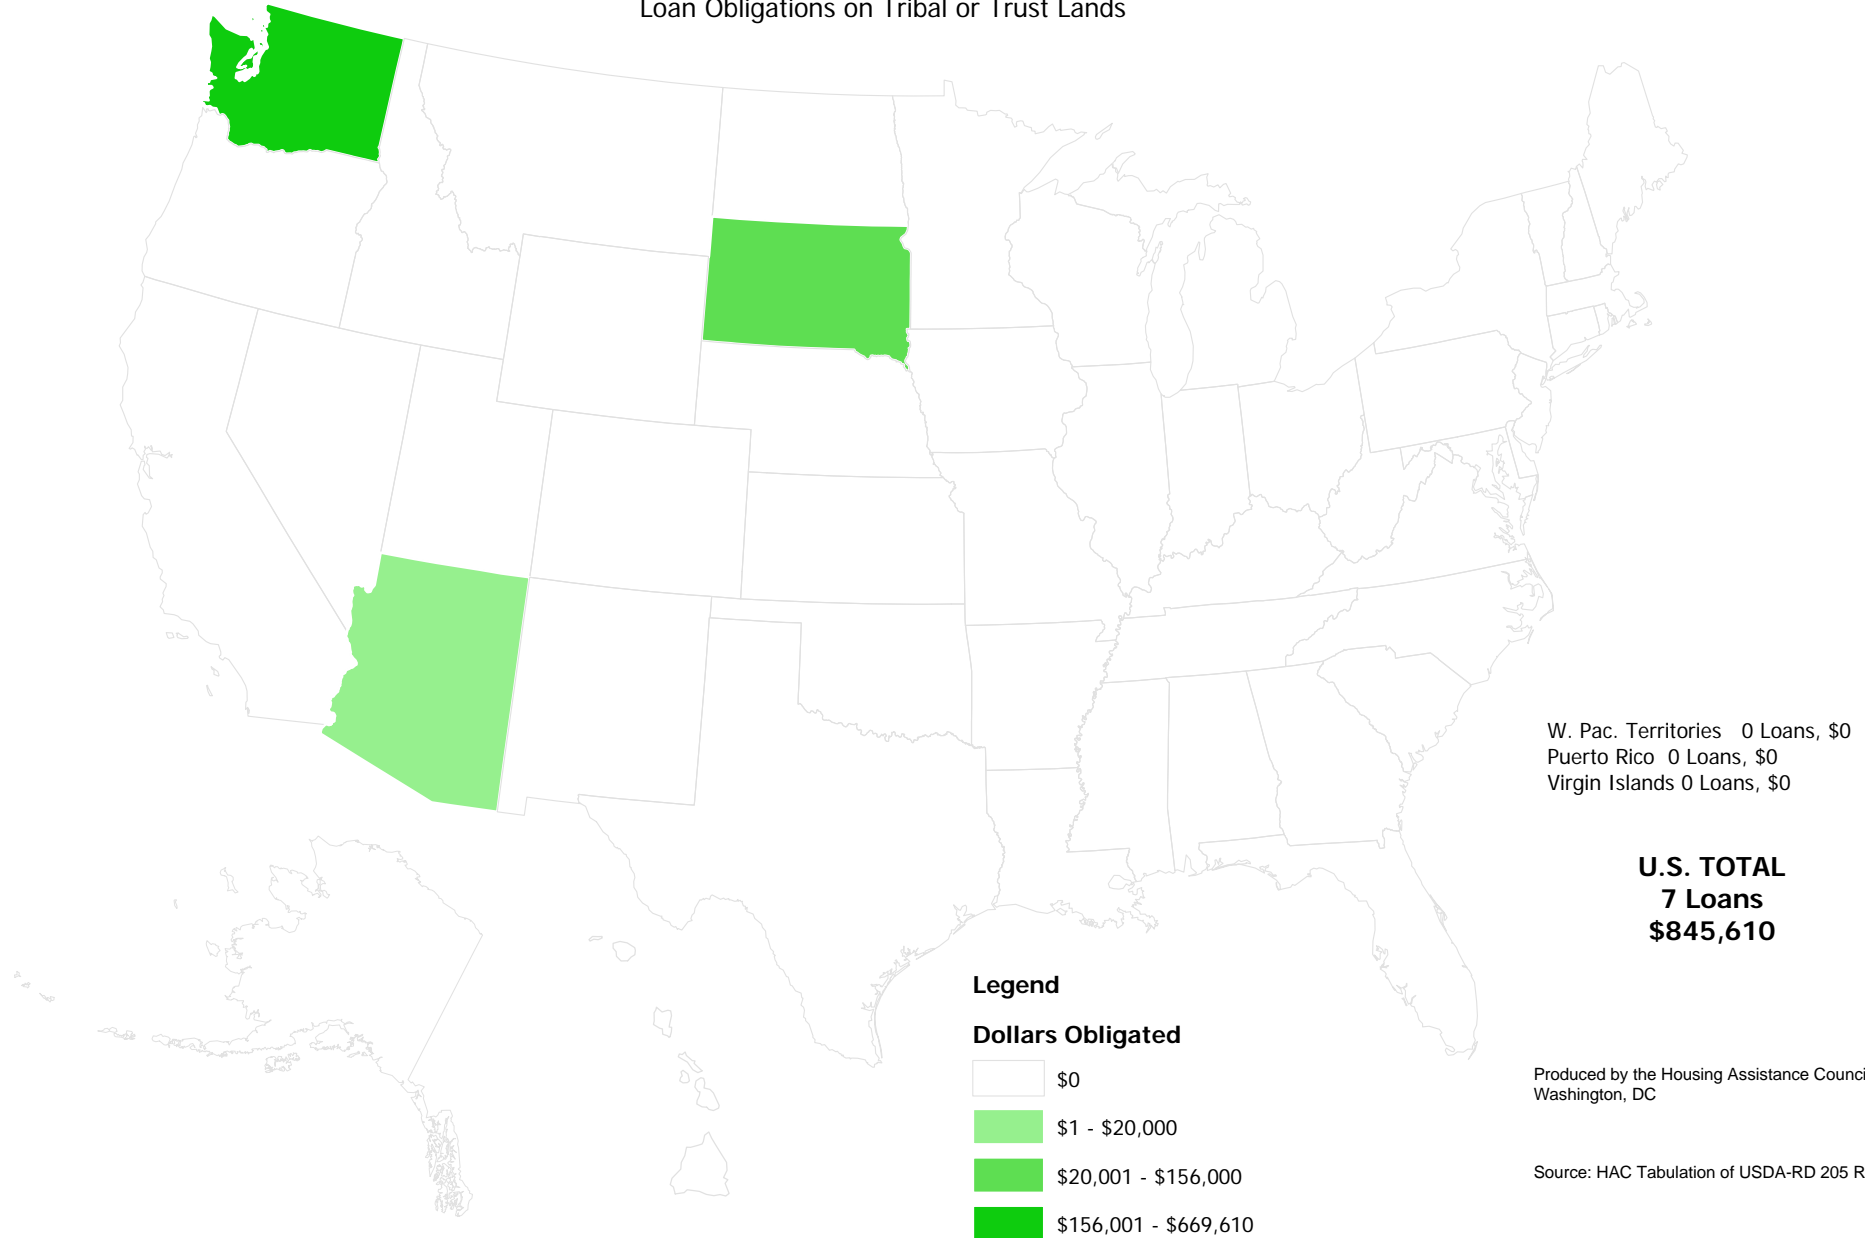 Loan Obligations on Tribal or Trust Lands
W. Pac. Territories 0 Loans, $0
Puerto Rico 0 Loans, $0
Virgin Islands 0 Loans, $0
U.S. TOTAL
7 Loans
$845,610
Legend
Dollars Obligated
$0
$1 - $20,000
$20,001 - $156,000
$156,001 - $669,610
Produced by the Housing Assistance Counci
Washington, DC
Source: HAC Tabulation of USDA-RD 205 R